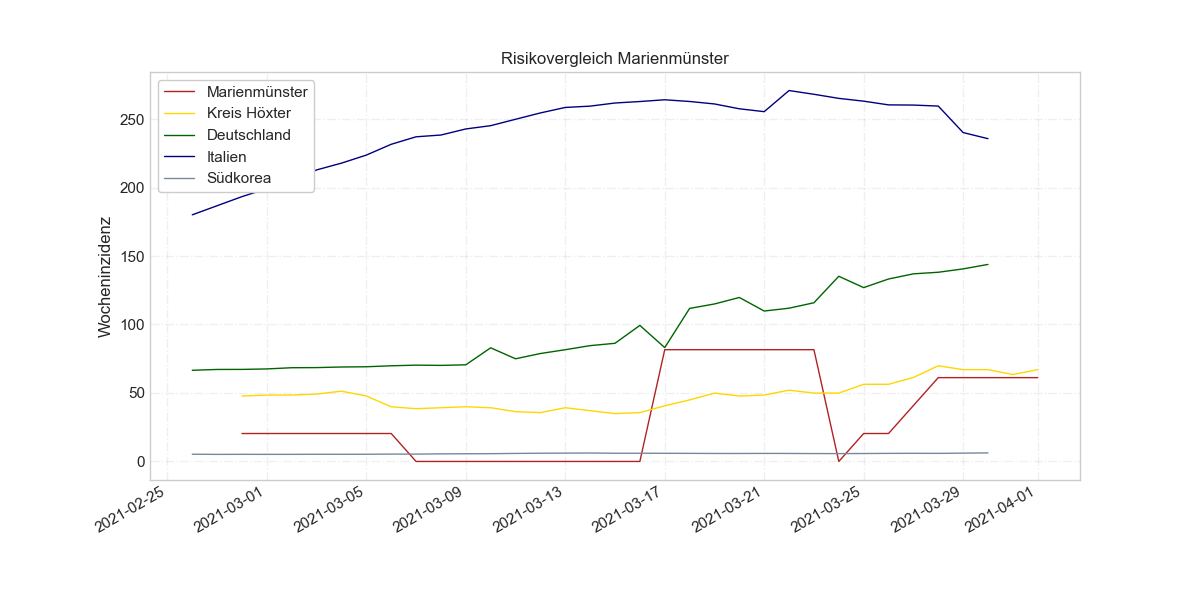 Risikovergleich Marienmünster
Marienmünster
Kreis Höxter
Deutschland
Italien
Südkorea
Wocheninzidenz
250
200
150
100
50
0
2021-02-25
2021-03-01
2021-03-05
2021-03-09
2021-03-13
2021-03-17
2021-03-21
2021-03-25
2021-03-29
2021-04-01